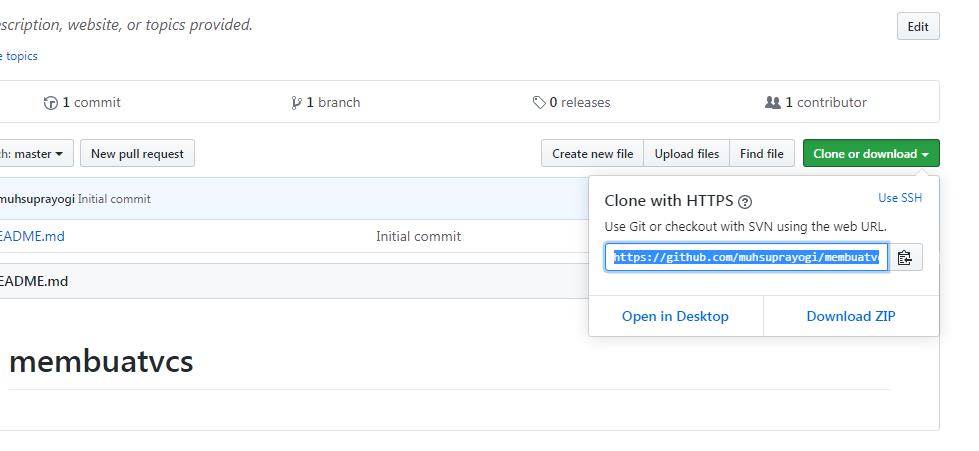 escription, website, or topics provided.
Edit
e topics
1 commit
1 branch
0 releases
1 contributor
ch: master
New pull request
Create new file
Upload files
Find file
Clone or download
muhsuprayogi Initial commit
EADME.md
Initial commit
Clone with HTTPS
Use SSH
Use Git or checkout with SVN using the web URL.
https://github.com/muhsuprayogi/membuatv
Open in Desktop
Download ZIP
EADME.md
membuatvcs